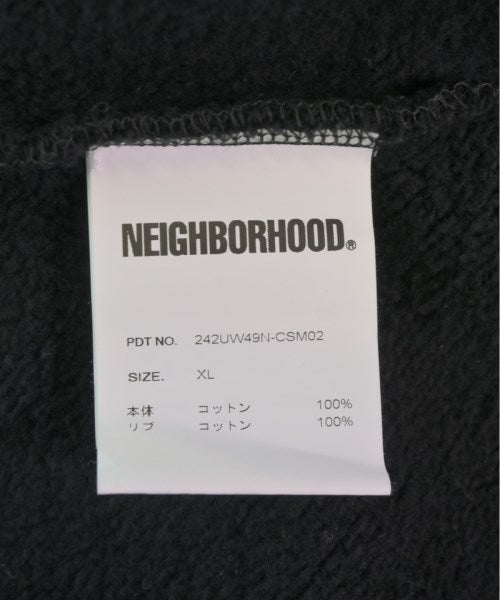 NEIGHBORHOOD®
PDT NO. 242UW49N-CSM02
SIZE. XL
本体 コットン 100%
リブ コットン 100%